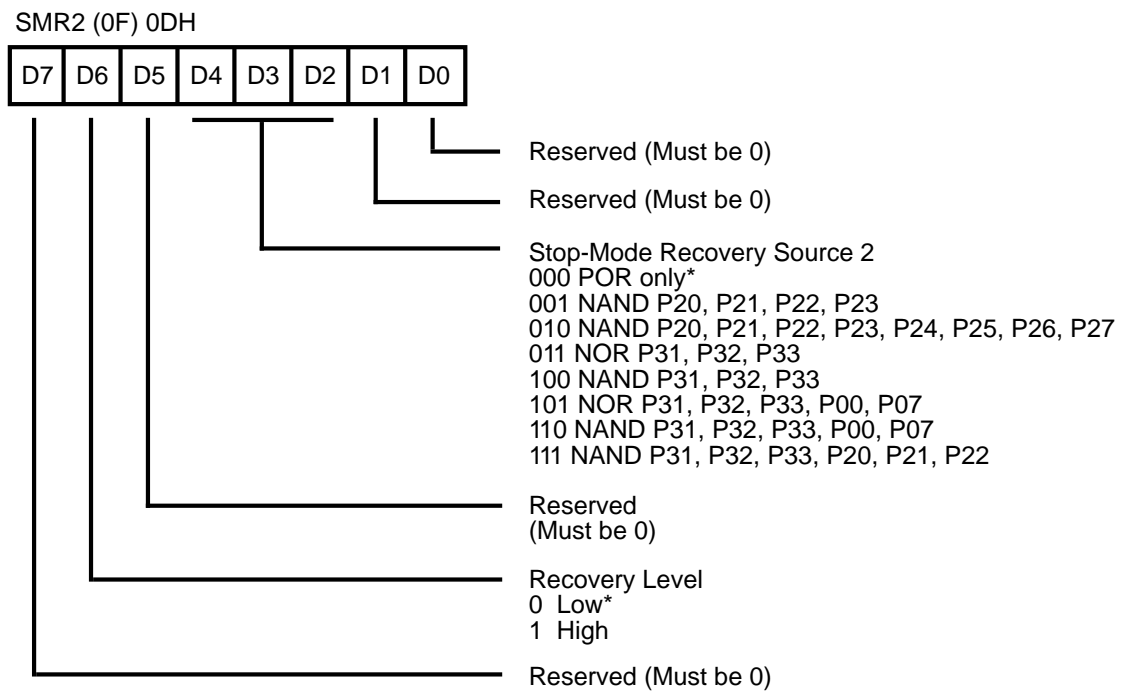 SMR2 (0F) 0DH
D7 D6 D5 D4 D3 D2 D1 D0
Reserved (Must be 0)
Reserved (Must be 0)
Stop-Mode Recovery Source 2
000 POR only*
001 NAND P20, P21, P22, P23
010 NAND P20, P21, P22, P23, P24, P25, P26, P27
011 NOR P31, P32, P33
100 NAND P31, P32, P33
101 NOR P31, P32, P33, P00, P07
110 NAND P31, P32, P33, P00, P07
111 NAND P31, P32, P33, P20, P21, P22
Reserved
(Must be 0)
Recovery Level
0 Low*
1 High
Reserved (Must be 0)